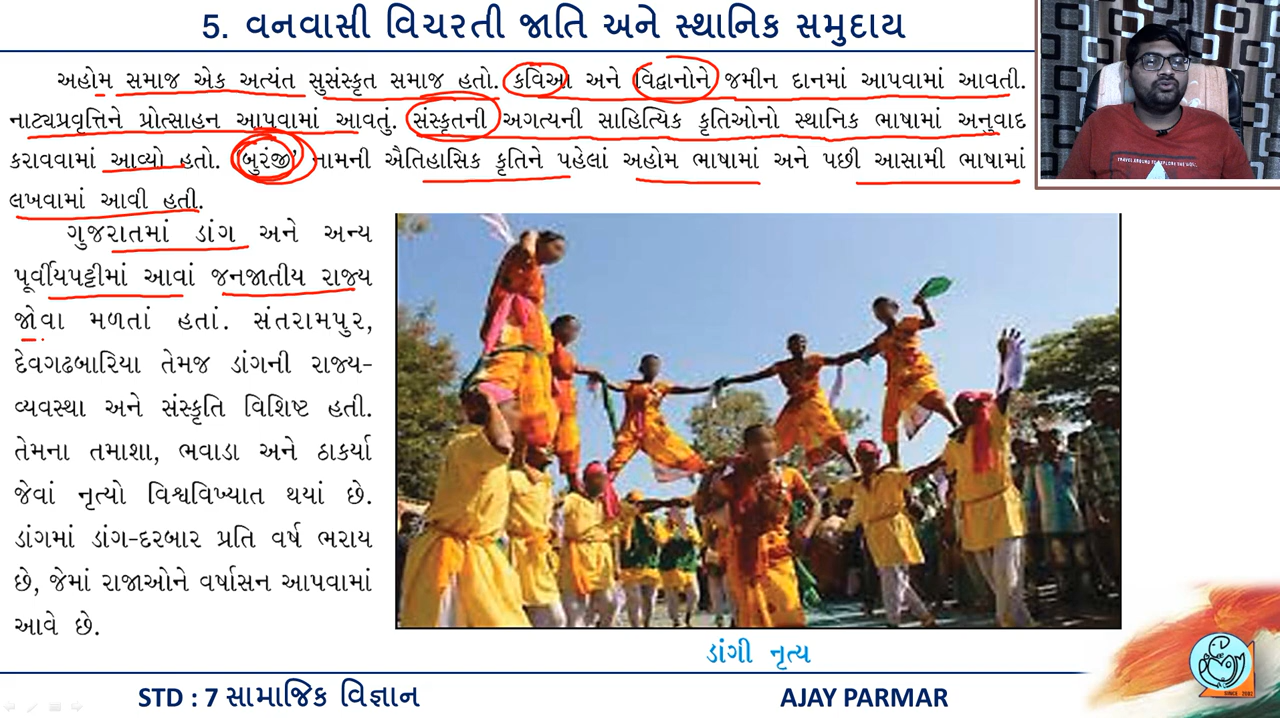 5. વનવાસી વિચરતી જાતિ અને સ્થાનિક સમુદાય
અહોમ સમાજ એક અત્યંત સુસંસ્કૃત સમાજ હતો. કવિઓ અને વિદ્વાનોને જમીન દાનમાં આપવામાં આવતી.
નાટ્યપ્રવૃત્તિને પ્રોત્સાહન આપવામાં આવતું. સંસ્કૃતની અગત્યની સાહિત્યિક કૃતિઓનો સ્થાનિક ભાષામાં અનુવાદ
કરાવવામાં આવ્યો હતો. 'બુરંજી' નામની ઐતિહાસિક કૃતિને પહેલાં અહોમ ભાષામાં અને પછી આસામી ભાષામાં
લખવામાં આવી હતી.
ગુજરાતમાં ડાંગ અને અન્ય
પૂર્વીયપટ્ટીમાં આવાં જનજાતીય રાજ્ય
જોવા મળતાં હતાં. સંતરામપુર,
દેવગઢબારિયા તેમજ ડાંગની રાજ્ય-
વ્યવસ્થા અને સંસ્કૃતિ વિશિષ્ટ હતી.
તેમના તમાશા, ભવાડા અને ઠાકર્યા
જેવાં નૃત્યો વિશ્વવિખ્યાત થયાં છે.
ડાંગમાં ડાંગ-દરબાર પ્રતિ વર્ષ ભરાય
છે, જેમાં રાજાઓને વર્ષાસન આપવામાં
આવે છે.
ડાંગી નૃત્ય
STD : 7 સામાજિક વિજ્ઞાન
AJAY PARMAR
SINCE : 2002